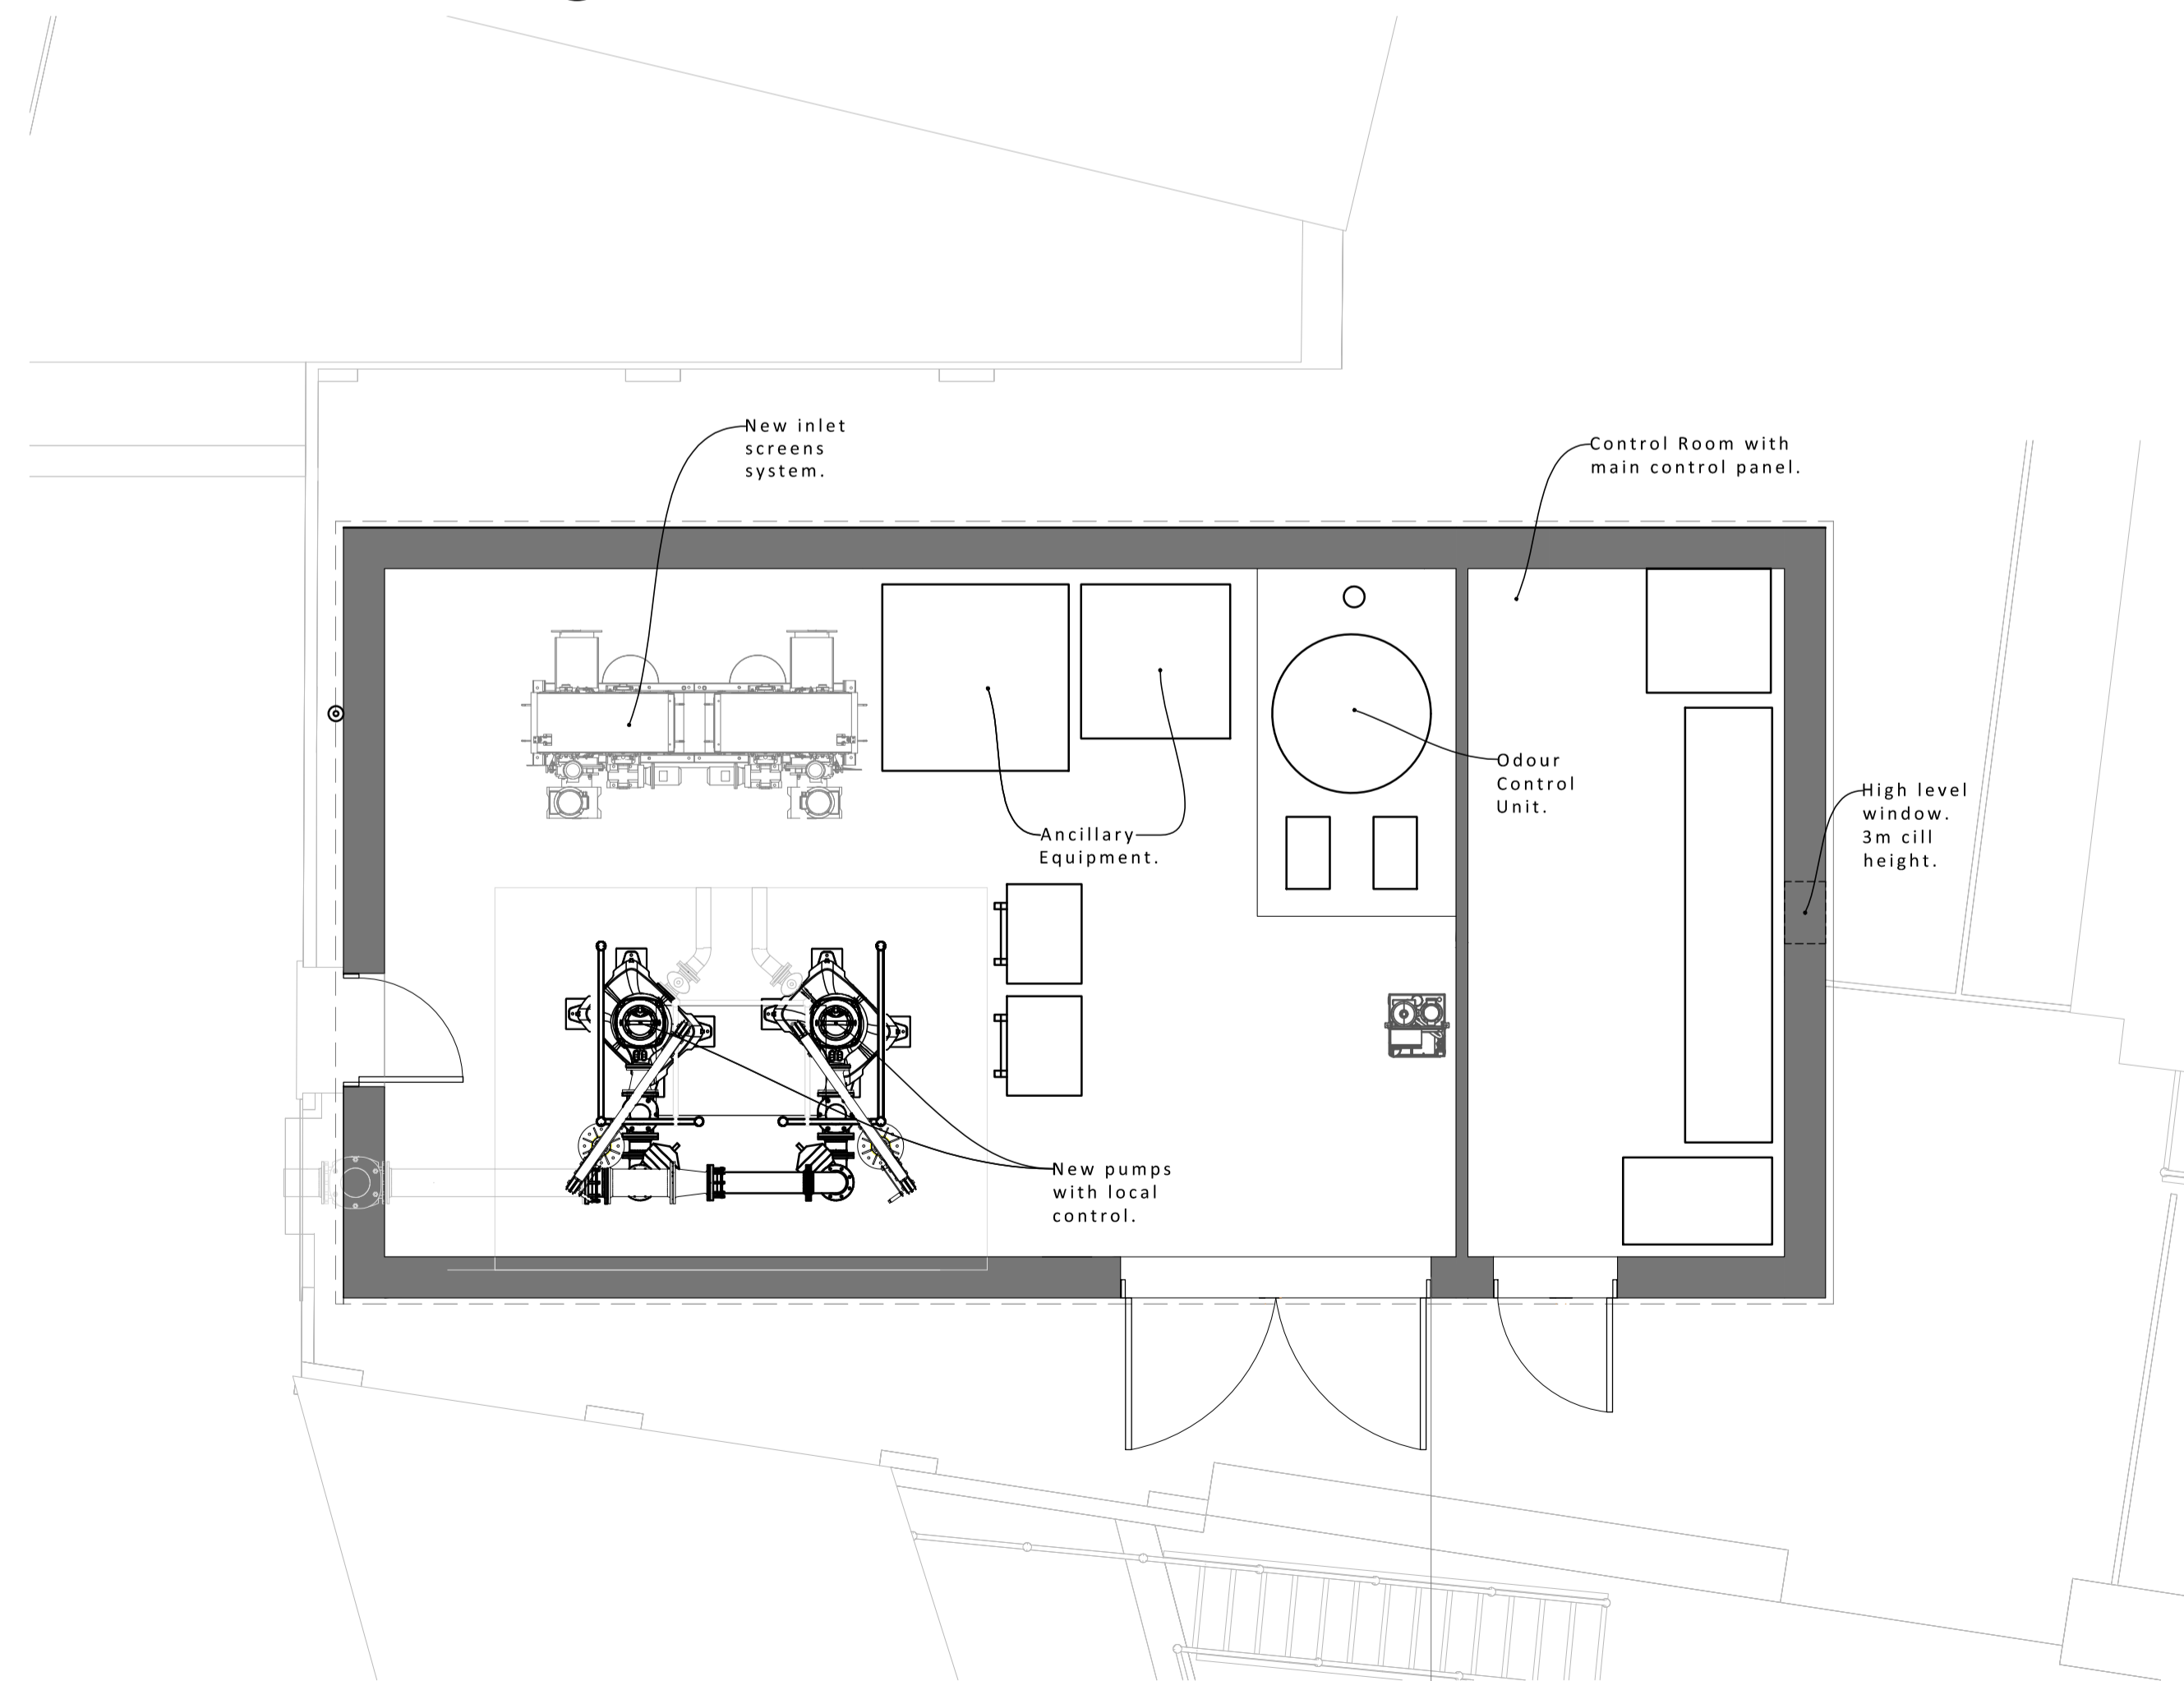 New inlet
screens
system.
Control Room with
main control panel.
Odour
Control
Unit.
High level
window.
3m cill
height.
Ancillary
Equipment.
New pumps
with local
control.